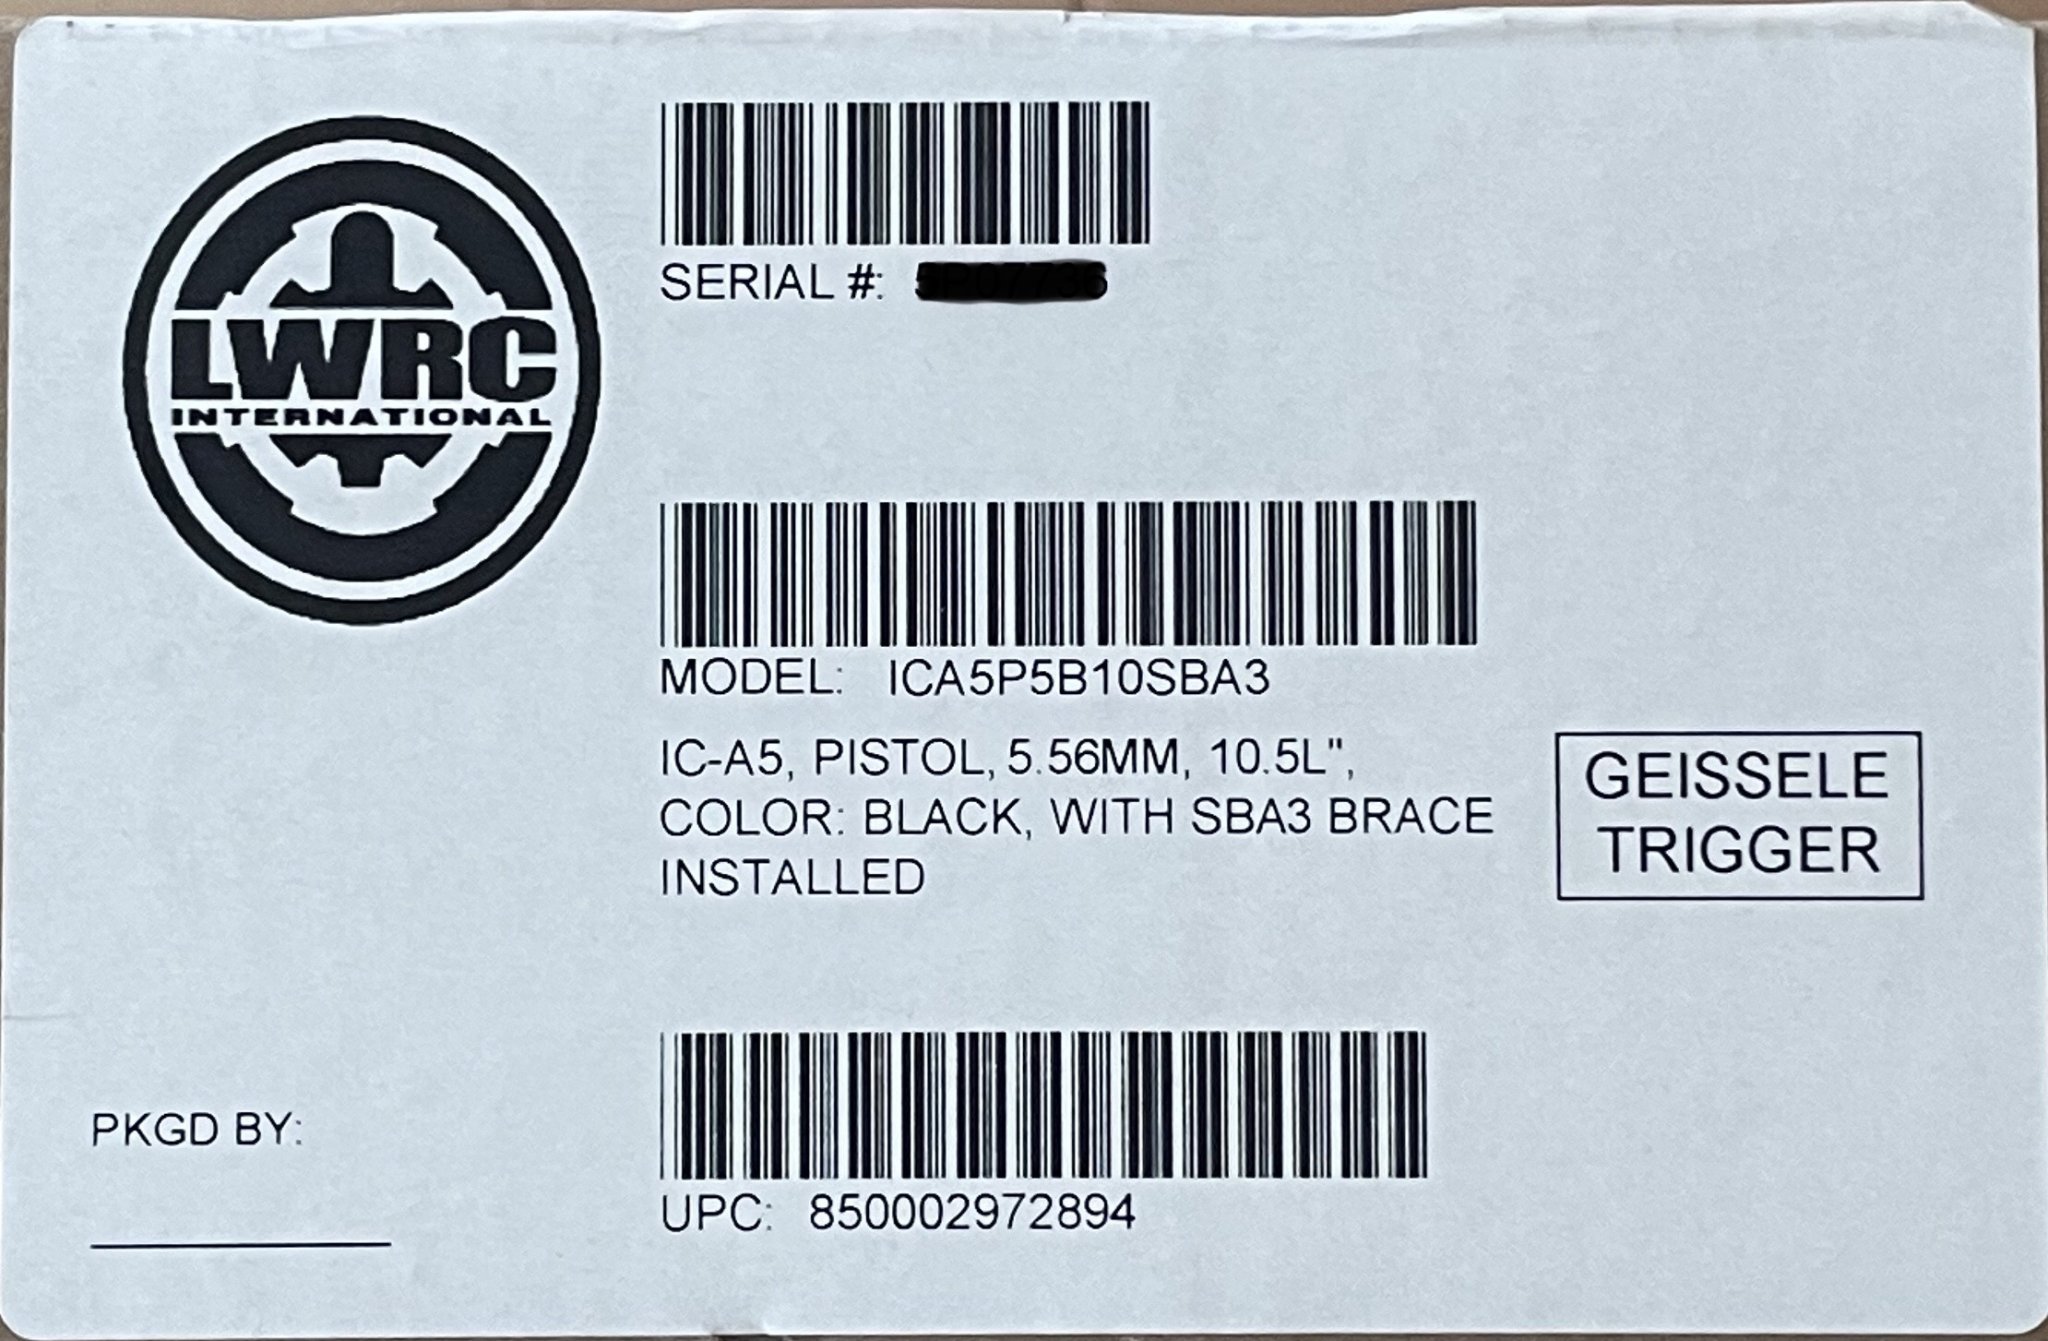 LWRC
INTERNATIONAL
SERIAL #:
MODEL: ICA5P5B10SBA3
IC-A5, PISTOL, 5.56MM, 10.5L",
COLOR: BLACK, WITH SBA3 BRACE
INSTALLED
GEISSELE
TRIGGER
PKGD BY:
UPC: 850002972894